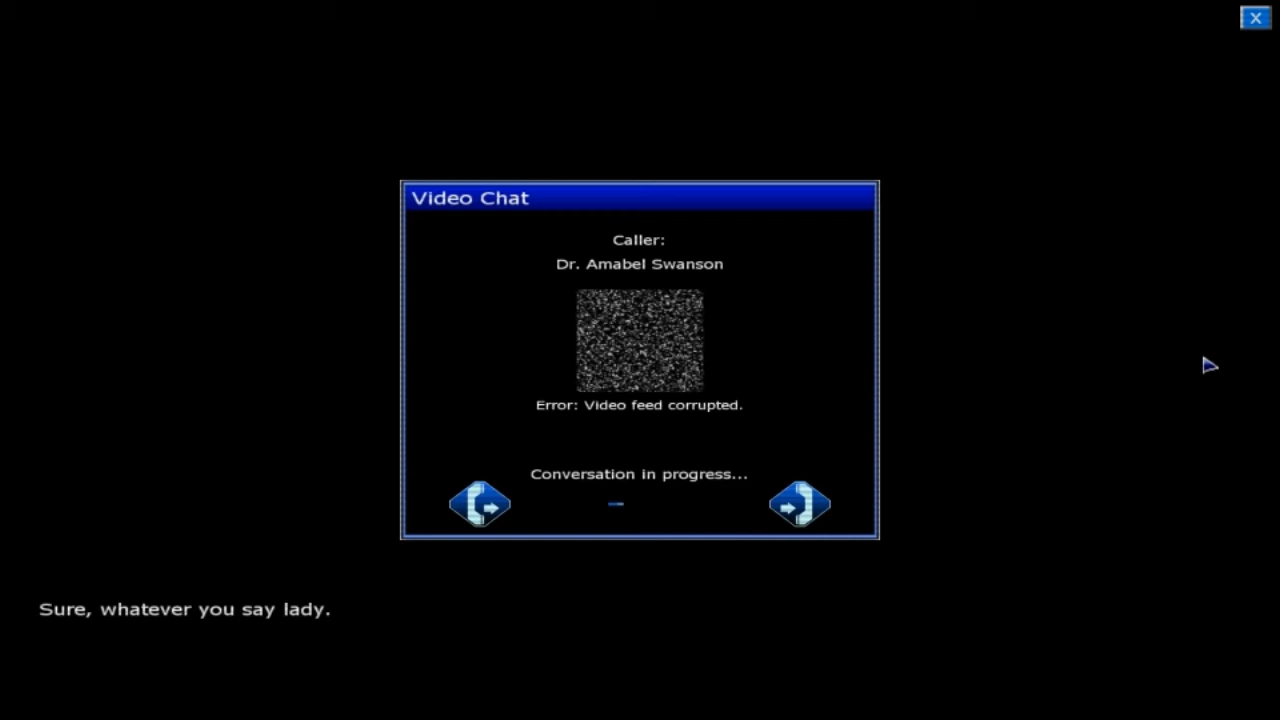 Video Chat
Caller:
Dr. Amabel Swanson
Error: Video feed corrupted.
Conversation in progress...
Sure, whatever you say lady.